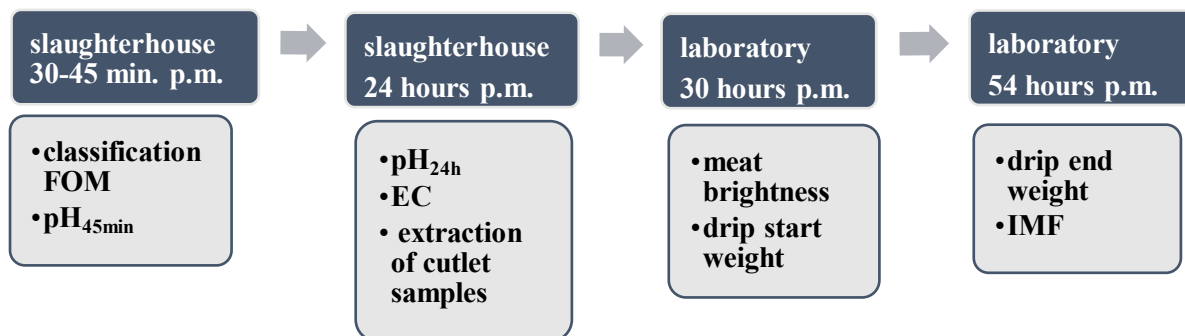 slaughterhouse
30-45 min. p.m.
•classification
FOM
•pH45min
slaughterhouse
24 hours p.m.
•pH24h
•EC
• extraction
of cutlet
samples
laboratory
30 hours p.m.
•meat
brightness
•drip start
weight
laboratory
54 hours p.m.
•drip end
weight
•IMF